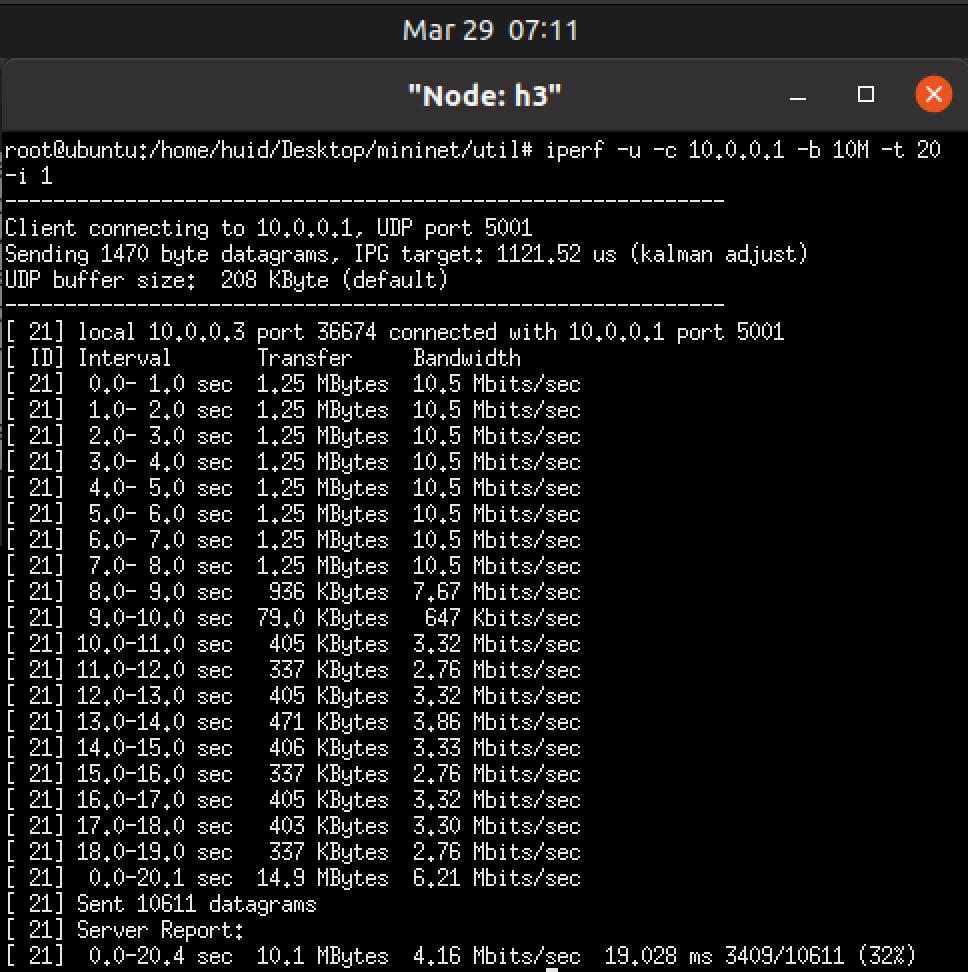 Mar 29 07:11
"Node: h3"
root@ubuntu:/home/huid/Desktop/mininet/util# iperf -u -c 10.0.0.1 -b 10M -t 20
-i 1
------------------------------------------------------------
Client connecting to 10.0.0.1, UDP port 5001
Sending 1470 byte datagrams, IPG target: 1121.52 us (kalman adjust)
UDP buffer size:  208 KByte (default)
------------------------------------------------------------
[ 21] local 10.0.0.3 port 36674 connected with 10.0.0.1 port 5001
[ ID] Interval       Transfer     Bandwidth
[ 21]  0.0- 1.0 sec  1.25 MBytes  10.5 Mbits/sec
[ 21]  1.0- 2.0 sec  1.25 MBytes  10.5 Mbits/sec
[ 21]  2.0- 3.0 sec  1.25 MBytes  10.5 Mbits/sec
[ 21]  3.0- 4.0 sec  1.25 MBytes  10.5 Mbits/sec
[ 21]  4.0- 5.0 sec  1.25 MBytes  10.5 Mbits/sec
[ 21]  5.0- 6.0 sec  1.25 MBytes  10.5 Mbits/sec
[ 21]  6.0- 7.0 sec  1.25 MBytes  10.5 Mbits/sec
[ 21]  7.0- 8.0 sec  1.25 MBytes  10.5 Mbits/sec
[ 21]  8.0- 9.0 sec   936 KBytes  7.67 Mbits/sec
[ 21]  9.0-10.0 sec  79.0 KBytes   647 Kbits/sec
[ 21] 10.0-11.0 sec   405 KBytes  3.32 Mbits/sec
[ 21] 11.0-12.0 sec   337 KBytes  2.76 Mbits/sec
[ 21] 12.0-13.0 sec   405 KBytes  3.32 Mbits/sec
[ 21] 13.0-14.0 sec   471 KBytes  3.86 Mbits/sec
[ 21] 14.0-15.0 sec   406 KBytes  3.33 Mbits/sec
[ 21] 15.0-16.0 sec   337 KBytes  2.76 Mbits/sec
[ 21] 16.0-17.0 sec   405 KBytes  3.32 Mbits/sec
[ 21] 17.0-18.0 sec   403 KBytes  3.30 Mbits/sec
[ 21] 18.0-19.0 sec   337 KBytes  2.76 Mbits/sec
[ 21]  0.0-20.1 sec  14.9 MBytes  6.21 Mbits/sec
[ 21] Sent 10611 datagrams
[ 21] Server Report:
[ 21]  0.0-20.4 sec  10.1 MBytes  4.16 Mbits/sec  19.028 ms 3409/10611 (32%)